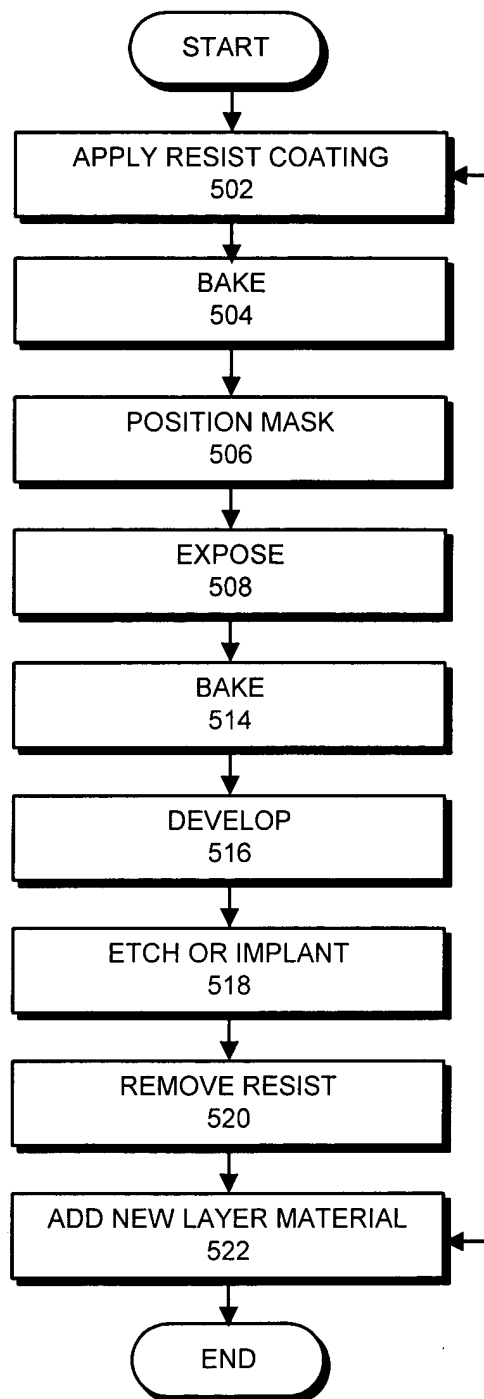 START
APPLY RESIST COATING
502
BAKE
504
POSITION MASK
506
EXPOSE
508
BAKE
514
DEVELOP
516
ETCH OR IMPLANT
518
REMOVE RESIST
520
ADD NEW LAYER MATERIAL
522
END